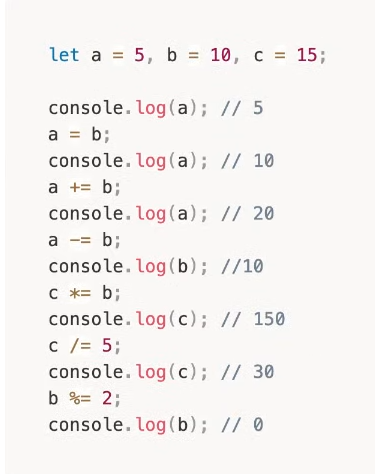 let a = 5, b = 10, c = 15;
console.log(a); // 5
a = b;
console.log(a); // 10
a += b;
console.log(a); // 20
a -= b;
console.log(b); //10
c *= b;
console.log(c); // 150
c /= 5;
console.log(c); // 30
b %= 2;
console.log(b); // 0